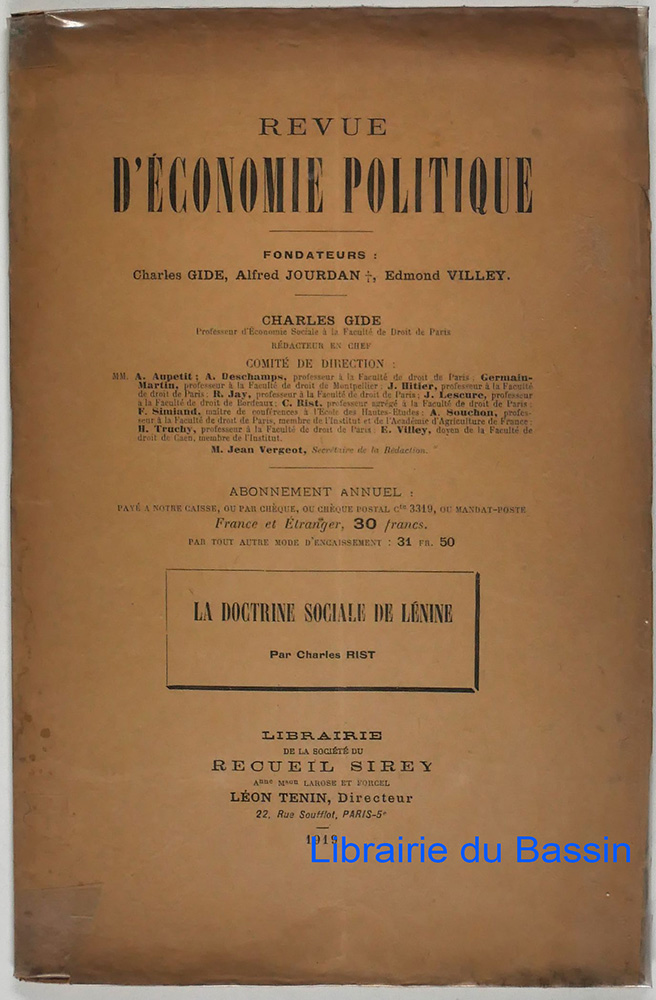 REVUE
D'ÉCONOMIE POLITIQUE
FONDATEURS :
Charles GIDE, Alfred JOURDAN †, Edmond VILLEY.
CHARLES GIDE
Professeur d'Économie Sociale à la Faculté de Droit de Paris
RÉDACTEUR EN CHEF
COMITÉ DE DIRECTION :
MM. A. Aupetit ; A. Deschamps, professeur à la Faculté de droit de Paris ; Germain-
Martin, professeur à la Faculté de droit de Montpellier ; J. Hitier, professeur à la Faculté
de droit de Paris ; R. Jay, professeur à la Faculté de droit de Paris ; J. Lescure, professeur
à la Faculté de droit de Bordeaux ; C. Rist, professeur agrégé à la Faculté de droit de Paris ;
F. Simiand, maître de conférences à l'École des Hautes-Etudes ; A. Souchon, profes-
seur à la Faculté de droit de Paris, membre de l'Institut et de l'Académie d'Agriculture de France ;
H. Truchy, professeur à la Faculté de droit de Paris ; E. Villey, doyen de la Faculté de
droit de Caen, membre de l'Institut.
M. Jean Vergeot, Secrétaire de la Rédaction.
ABONNEMENT ANNUEL :
PAYÉ A NOTRE CAISSE, OU PAR CHÈQUE, OU CHÈQUE POSTAL Cte 3319, OU MANDAT-POSTE
France et Étranger, 30 francs.
PAR TOUT AUTRE MODE D'ENCAISSEMENT : 31 FR. 50
LA DOCTRINE SOCIALE DE LÉNINE
Par Charles RIST
LIBRAIRIE
DE LA SOCIÉTÉ DU
RECUEIL SIREY
Anne Mson LAROSE ET FORCEL
LÉON TENIN, Directeur
22, Rue Soufflot, PARIS-5e
1919
Librairie du Bassin